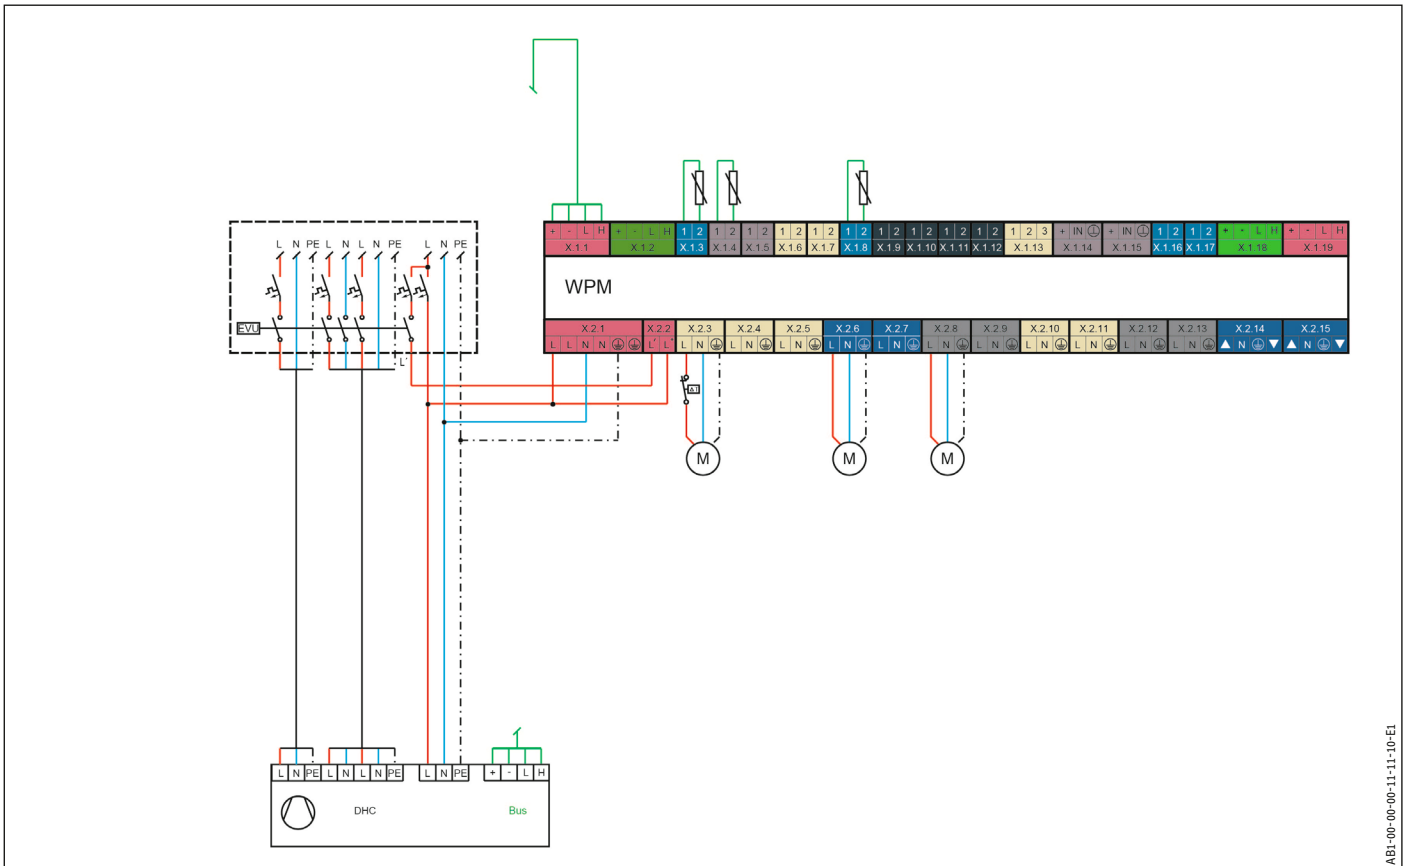 + - L H + - L H 1 2 1 2 1 2 1 2 1 2 1 2 1 2 1 2 1 2 1 2 1 2 3 + IN + IN 1 2 1 2 + - L H + - L H
X.1.1 X.1.2 X.1.3 X.1.4 X.1.5 X.1.6 X.1.7 X.1.8 X.1.9 X.1.10 X.1.11 X.1.12 X.1.13 X.1.14 X.1.15 X.1.16 X.1.17 X.1.18 X.1.19
WPM
X.2.1 X.2.2 X.2.3 X.2.4 X.2.5 X.2.6 X.2.7 X.2.8 X.2.9 X.2.10 X.2.11 X.2.12 X.2.13 X.2.14 X.2.15
L L N N L' L* L N L N L N L N L N L N L N L N L N L N L N N N
L N PE L N L N PE L N PE
EVU
L'
ΔT
M M M
L N PE L N L N PE L N PE + - L H
DHC Bus
AB1-00-00-00-11-11-10-E1